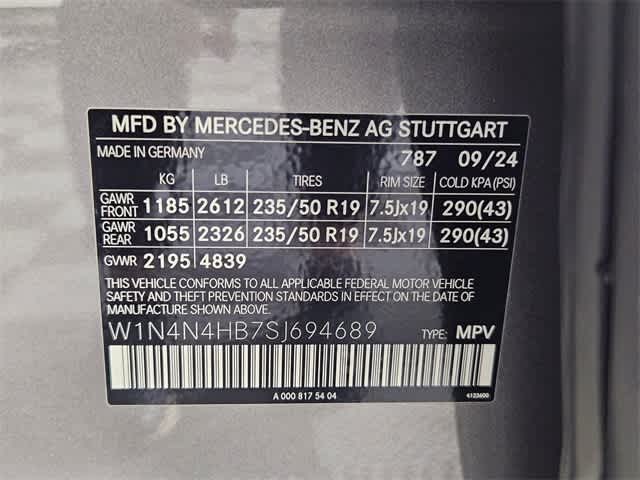 MFD BY MERCEDES-BENZ AG STUTTGART
MADE IN GERMANY 787 09/24
KG LB TIRES RIM SIZE COLD KPA (PSI)
GAWR FRONT 1185 2612 235/50 R19 7.5Jx19 290(43)
GAWR REAR 1055 2326 235/50 R19 7.5Jx19 290(43)
GVWR 2195 4839
THIS VEHICLE CONFORMS TO ALL APPLICABLE FEDERAL MOTOR VEHICLE
SAFETY AND THEFT PREVENTION STANDARDS IN EFFECT ON THE DATE OF
MANUFACTURE SHOWN ABOVE.
W1N4N4HB7SJ694689 TYPE: MPV
A 000 817 54 04